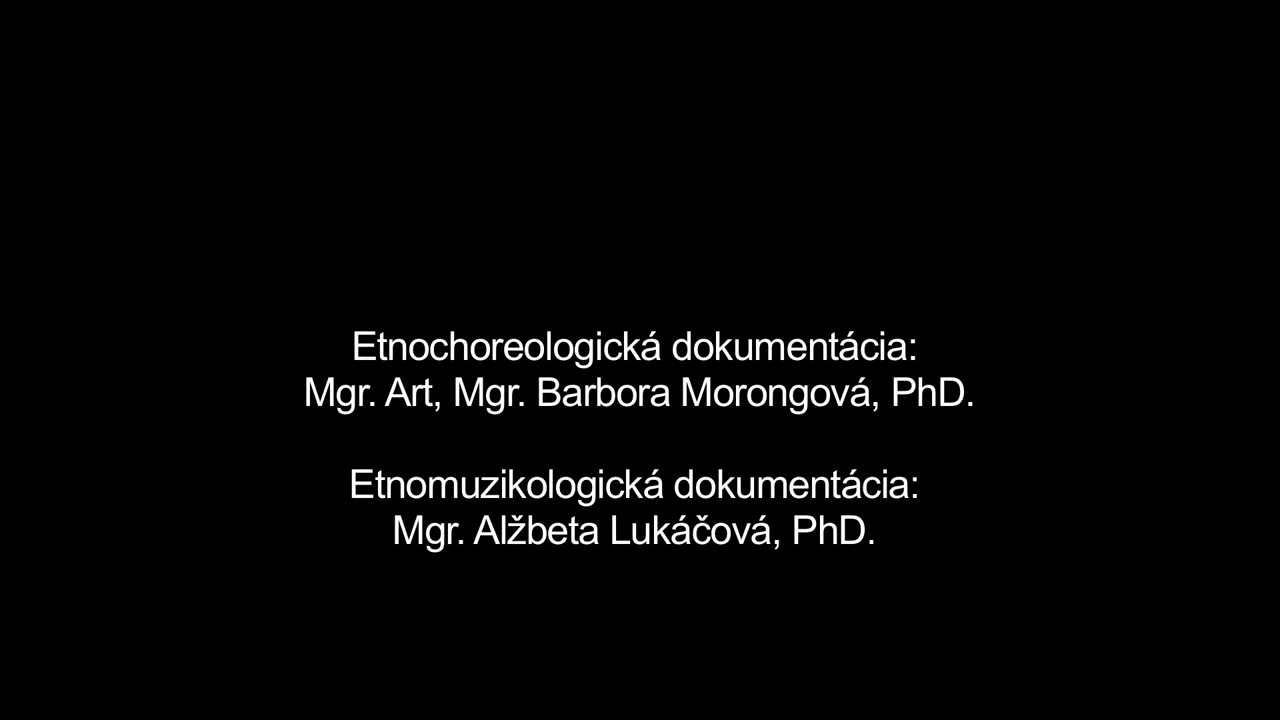 Etnochoreologická dokumentácia:
Mgr. Art, Mgr. Barbora Morongová, PhD.
Etnomuzikologická dokumentácia:
Mgr. Alžbeta Lukáčová, PhD.